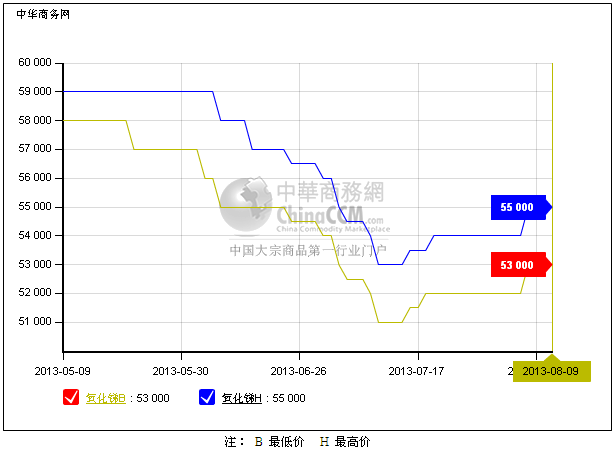 中华商务网
60 000
59 000
58 000
57 000
56 000
55 000
54 000
53 000
52 000
51 000
中華商務網
ChinaCCM.com
China Commodity Marketplace
中国大宗商品第一行业门户
55 000
53 000
2013-05-09
2013-05-30
2013-06-26
2013-07-17
2013-08-09
氧化锑B : 53 000
氧化锑H : 55 000
注： B 最低价 H 最高价